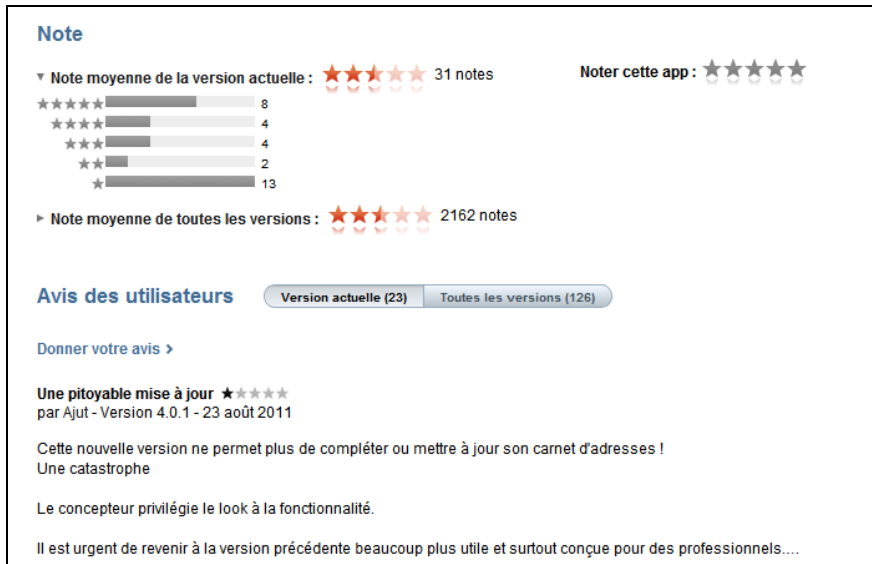 Note
Note moyenne de la version actuelle : 31 notes
Noter cette app :
8
4
4
2
13
Note moyenne de toutes les versions : 2162 notes
Avis des utilisateurs
Version actuelle (23)
Toutes les versions (126)
Donner votre avis >
Une pitoyable mise à jour
par Ajut - Version 4.0.1 - 23 août 2011
Cette nouvelle version ne permet plus de compléter ou mettre à jour son carnet d'adresses !
Une catastrophe
Le concepteur privilégie le look à la fonctionnalité.
Il est urgent de revenir à la version précédente beaucoup plus utile et surtout conçue pour des professionnels....